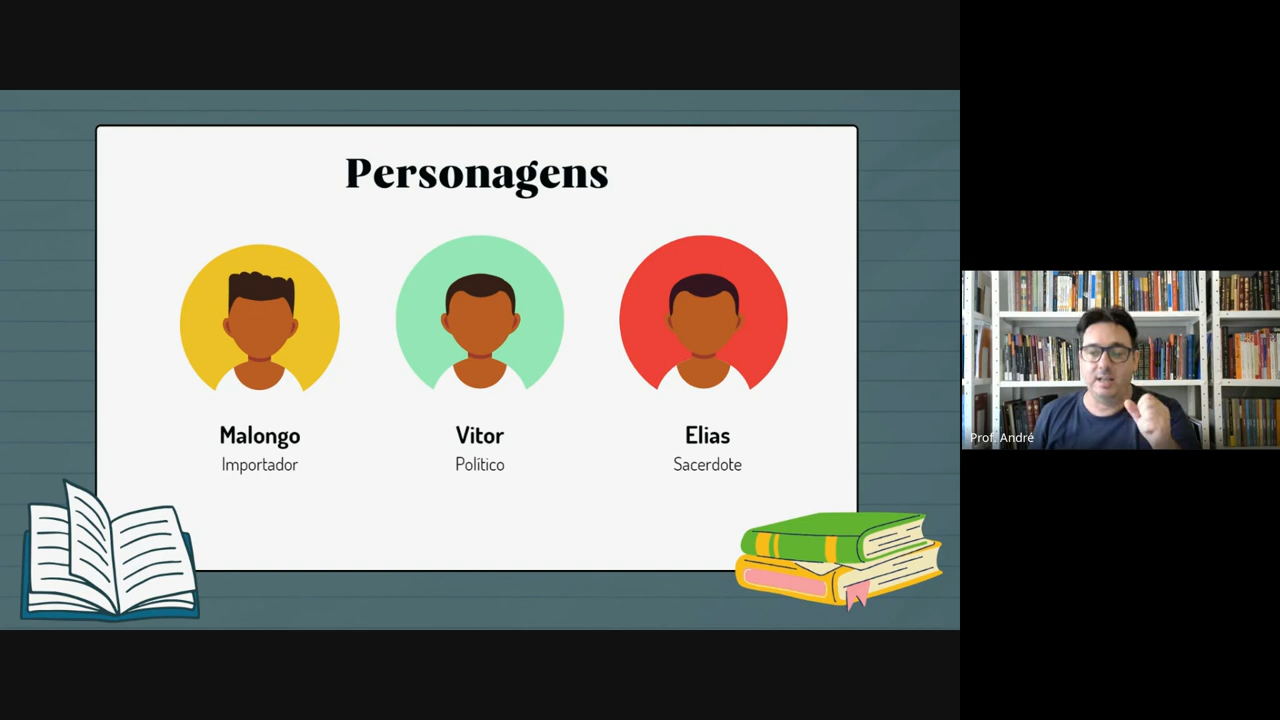 Personagens
Malongo
Importador
Vitor
Político
Elias
Sacerdote
Prof. André